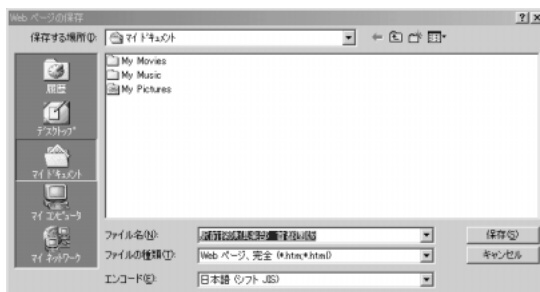 Web ページの保存
保存する場所(I): マイ ドキュメント
My Movies
My Music
My Pictures
履歴
デスクトップ
マイ ドキュメント
マイ コンピュータ
マイ ネットワーク
ファイル名(N):
保存(S)
ファイルの種類(T): Web ページ、完全 (*.htm;*.html)
キャンセル
エンコード(E): 日本語 (シフト JIS)